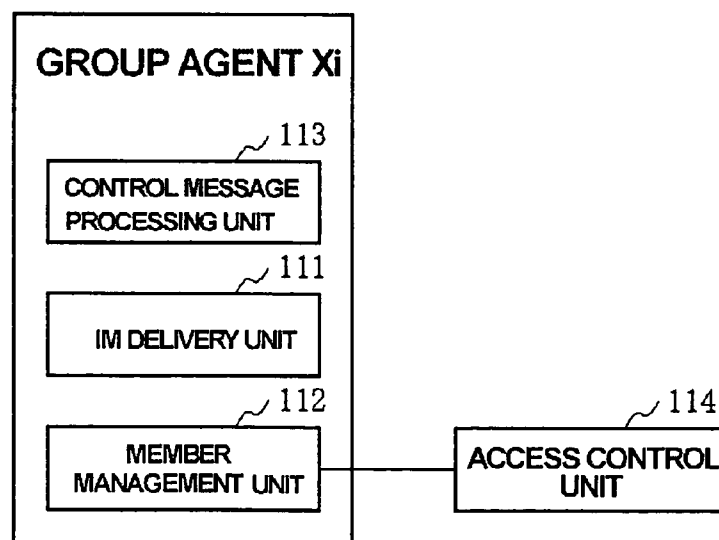 GROUP AGENT Xi
113
CONTROL MESSAGE
PROCESSING UNIT
111
IM DELIVERY UNIT
112
MEMBER
MANAGEMENT UNIT
114
ACCESS CONTROL
UNIT